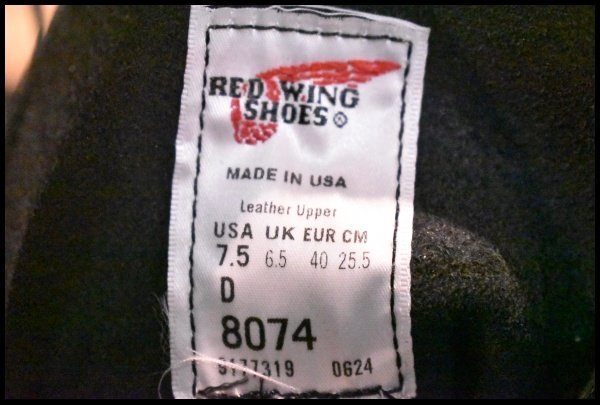 RED WING
SHOES ®
MADE IN USA
Leather Upper
USA UK EUR CM
7.5 6.5 40 25.5
D
8074
9177319 0624